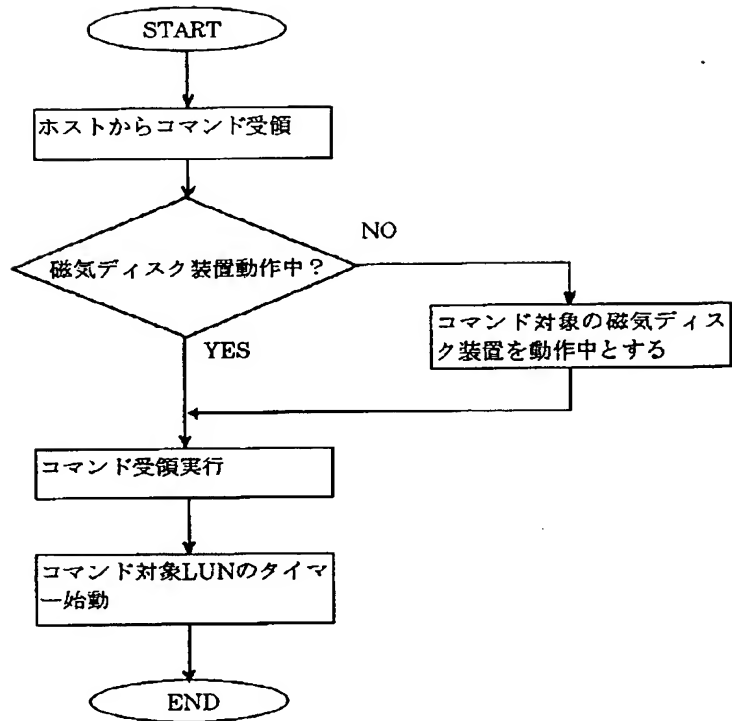 START
ホストからコマンド受領
磁気ディスク装置動作中？
NO
YES
コマンド対象の磁気ディス
ク装置を動作中とする
コマンド受領実行
コマンド対象LUNのタイマ
ー始動
END